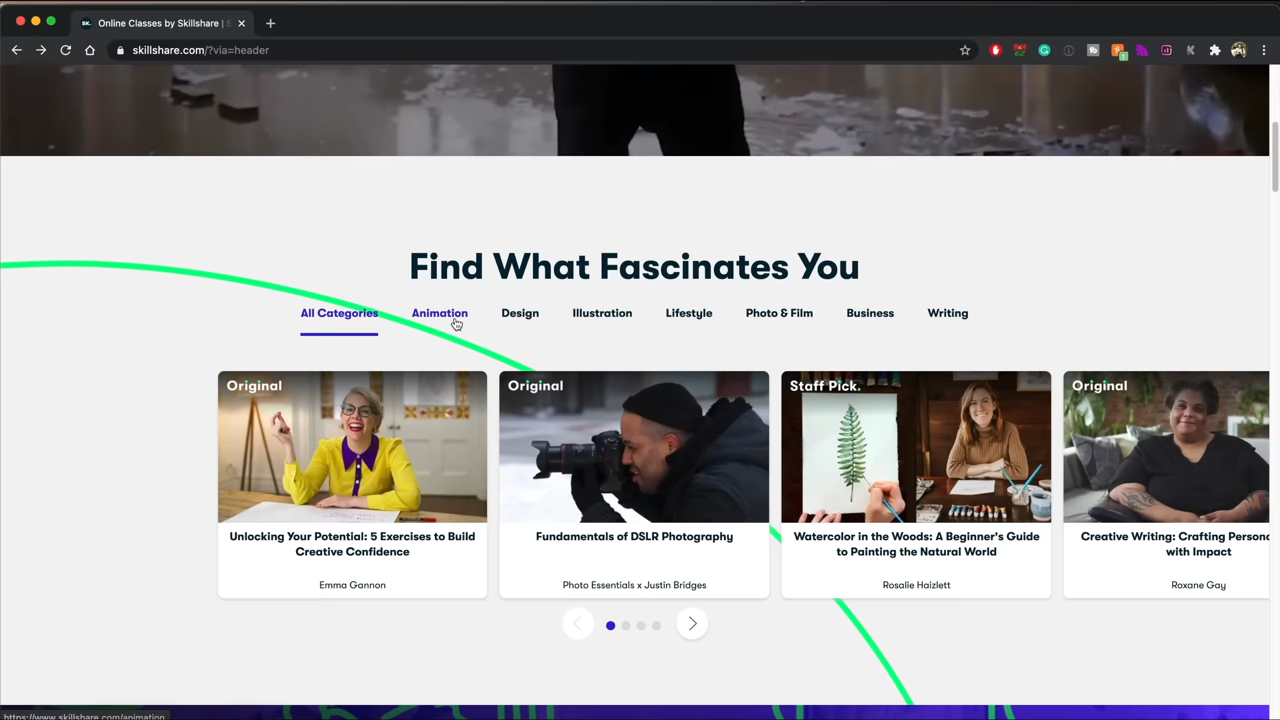 SK.
Online Classes by Skillshare |
skillshare.com/?via=header
1
Find What Fascinates You
All Categories
Animation
Design
Illustration
Lifestyle
Photo & Film
Business
Writing
Original
Unlocking Your Potential: 5 Exercises to Build
Creative Confidence
Emma Gannon
Original
Fundamentals of DSLR Photography
Photo Essentials x Justin Bridges
Staff Pick.
Watercolor in the Woods: A Beginner's Guide
to Painting the Natural World
Rosalie Haizlett
Original
Creative Writing: Crafting Persona
with Impact
Roxane Gay
https://www.skillshare.com/animation